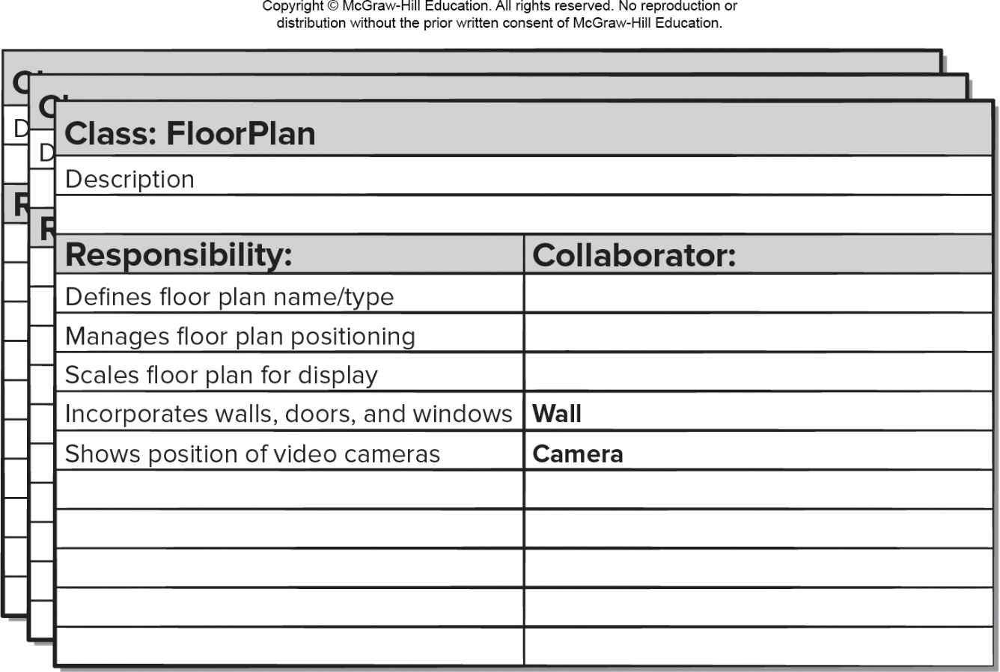 Copyright © McGraw-Hill Education. All rights reserved. No reproduction or
distribution without the prior written consent of McGraw-Hill Education.
Class: FloorPlan
Description
Responsibility: Collaborator:
Defines floor plan name/type
Manages floor plan positioning
Scales floor plan for display
Incorporates walls, doors, and windows Wall
Shows position of video cameras Camera